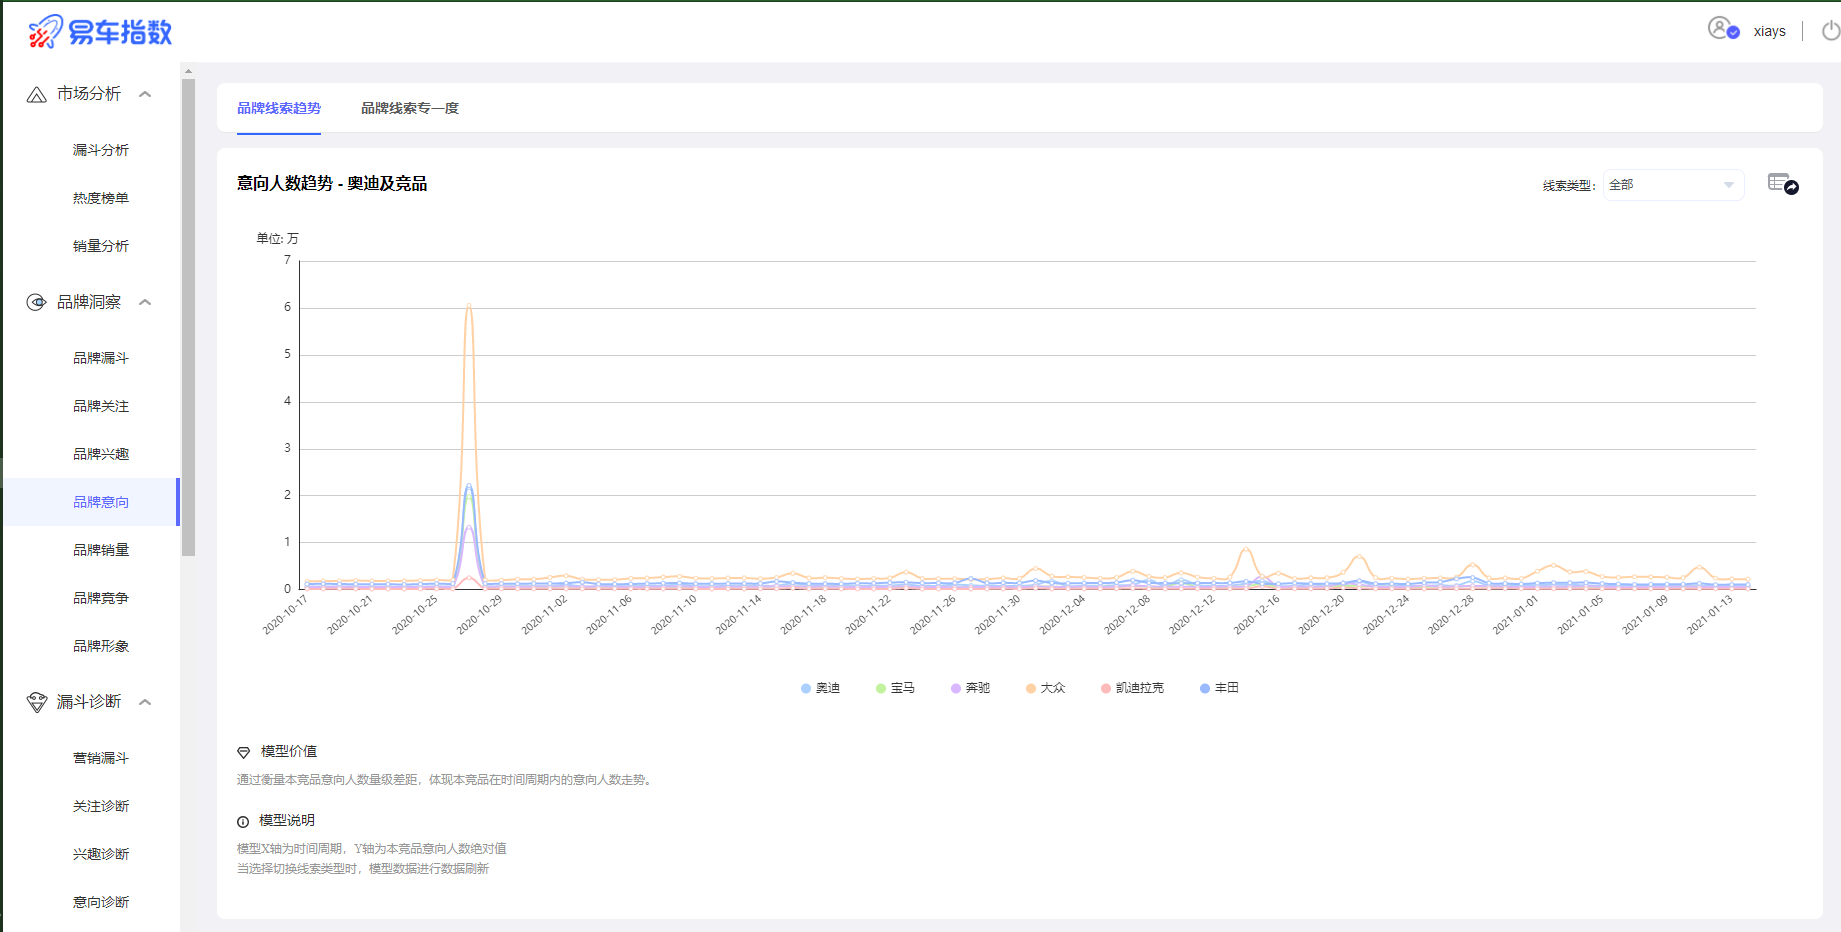 易车指数
xiays
市场分析
漏斗分析
热度榜单
销量分析
品牌洞察
品牌漏斗
品牌关注
品牌兴趣
品牌意向
品牌销量
品牌竞争
品牌形象
漏斗诊断
营销漏斗
关注诊断
兴趣诊断
意向诊断
品牌线索趋势 品牌线索专一度
意向人数趋势 - 奥迪及竞品
线索类型: 全部
单位: 万
7
6
5
4
3
2
1
0
2020-10-17 2020-10-21 2020-10-25 2020-10-29 2020-11-02 2020-11-06 2020-11-10 2020-11-14 2020-11-18 2020-11-22 2020-11-26 2020-11-30 2020-12-04 2020-12-08 2020-12-12 2020-12-16 2020-12-20 2020-12-24 2020-12-28 2021-01-01 2021-01-05 2021-01-09 2021-01-13
奥迪 宝马 奔驰 大众 凯迪拉克 丰田
模型价值
通过衡量本竞品意向人数量级差距，体现本竞品在时间周期内的意向人数走势。
模型说明
模型X轴为时间周期，Y轴为本竞品意向人数绝对值
当选择切换线索类型时，模型数据进行数据刷新